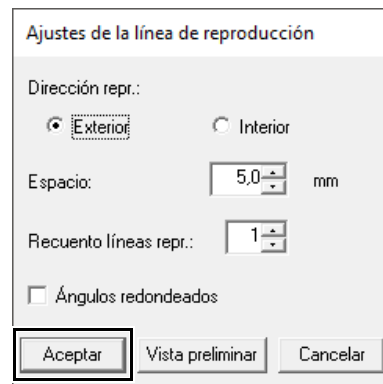 Ajustes de la línea de reproducción
Dirección repr.:
Exterior Interior
Espacio: 5,0 mm
Recuento líneas repr.: 1
Ángulos redondeados
Aceptar Vista preliminar Cancelar